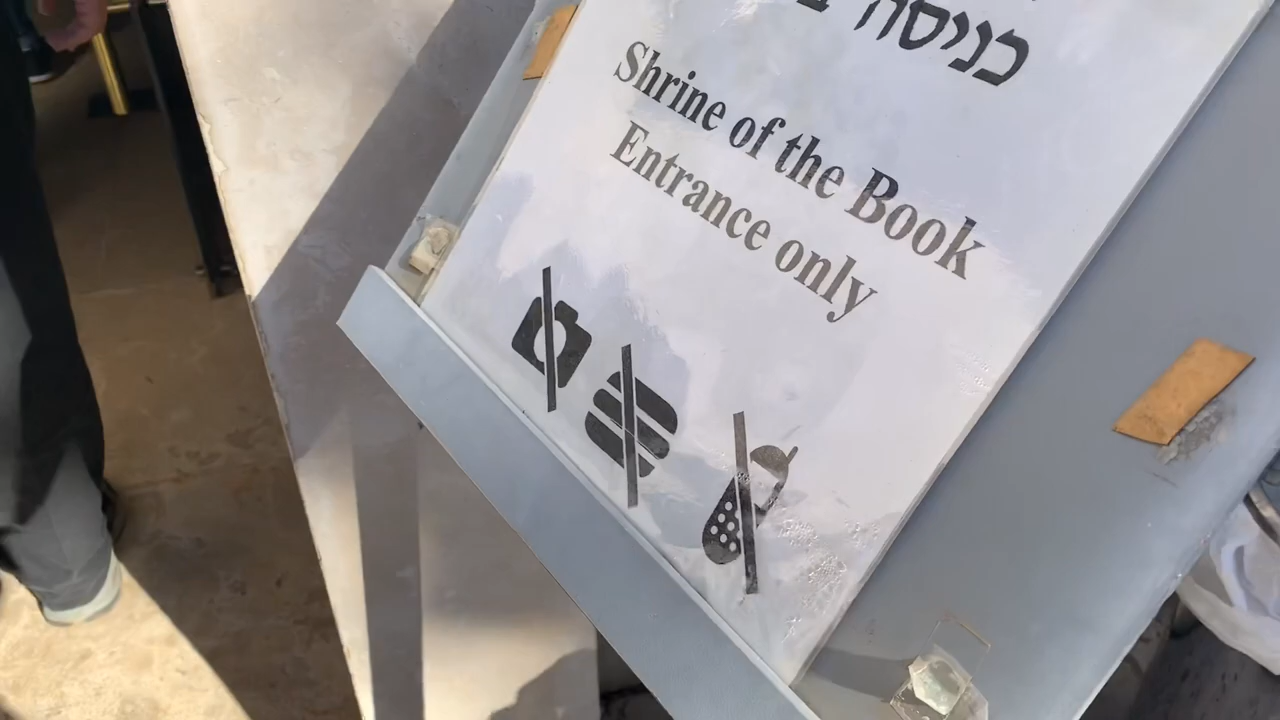 כניסה
Shrine of the Book
Entrance only